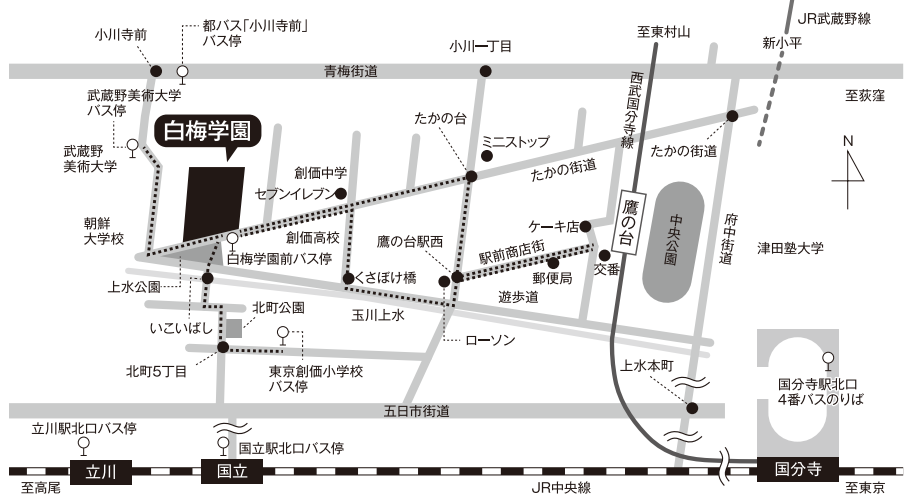 JR武蔵野線
都バス「小川寺前」
バス停
小川寺前
至東村山
新小平
小川一丁目
青梅街道
西武国分寺線
武蔵野美術大学
バス停
至荻窪
たかの台
白梅学園
ミニストップ
N
武蔵野
美術大学
たかの街道
たかの街道
創価中学
セブンイレブン
鷹の台
中央公園
府中街道
朝鮮
大学校
創価高校
鷹の台駅西
ケーキ店
駅前商店街
津田塾大学
白梅学園前バス停
交番
郵便局
くさぼけ橋
上水公園
遊歩道
北町公園
玉川上水
いこいばし
ローソン
北町5丁目
東京創価小学校
バス停
上水本町
国分寺駅北口
4番バスのりば
五日市街道
立川駅北口バス停
国立駅北口バス停
立川
国立
国分寺
至高尾
JR中央線
至東京